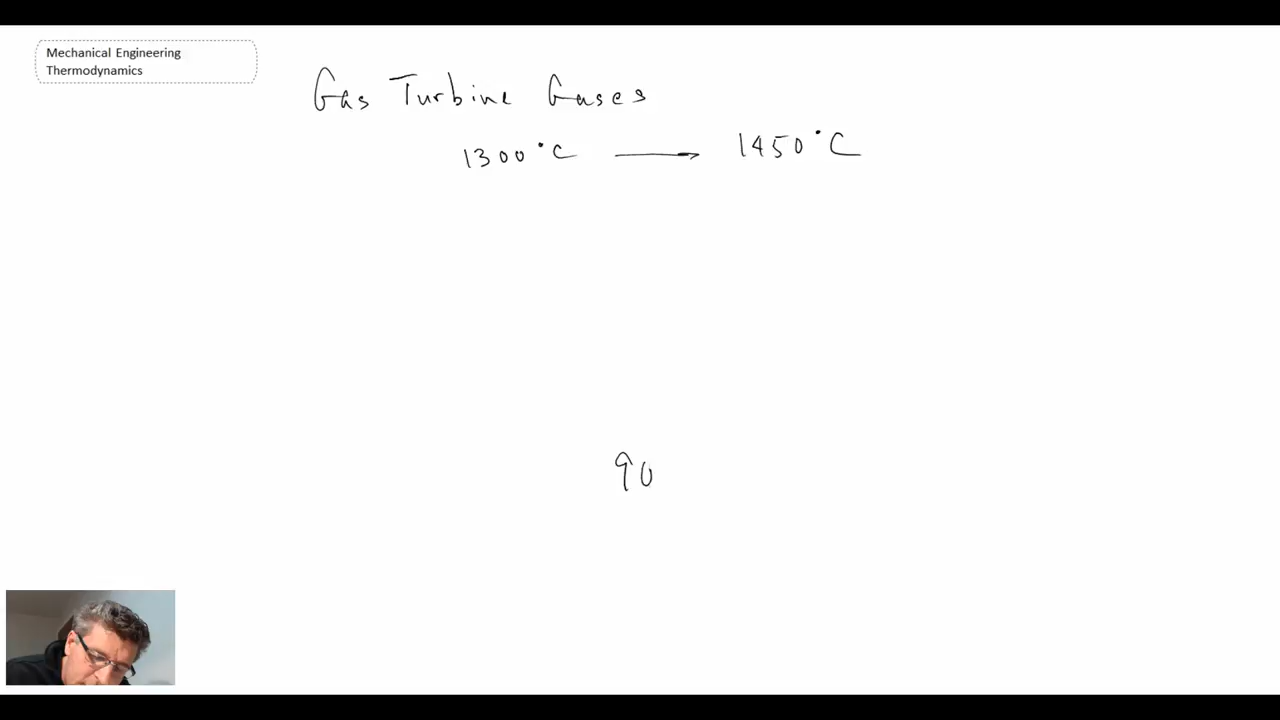 Mechanical Engineering
Thermodynamics
Gas Turbine Gases
1300°C → 1450°C
90